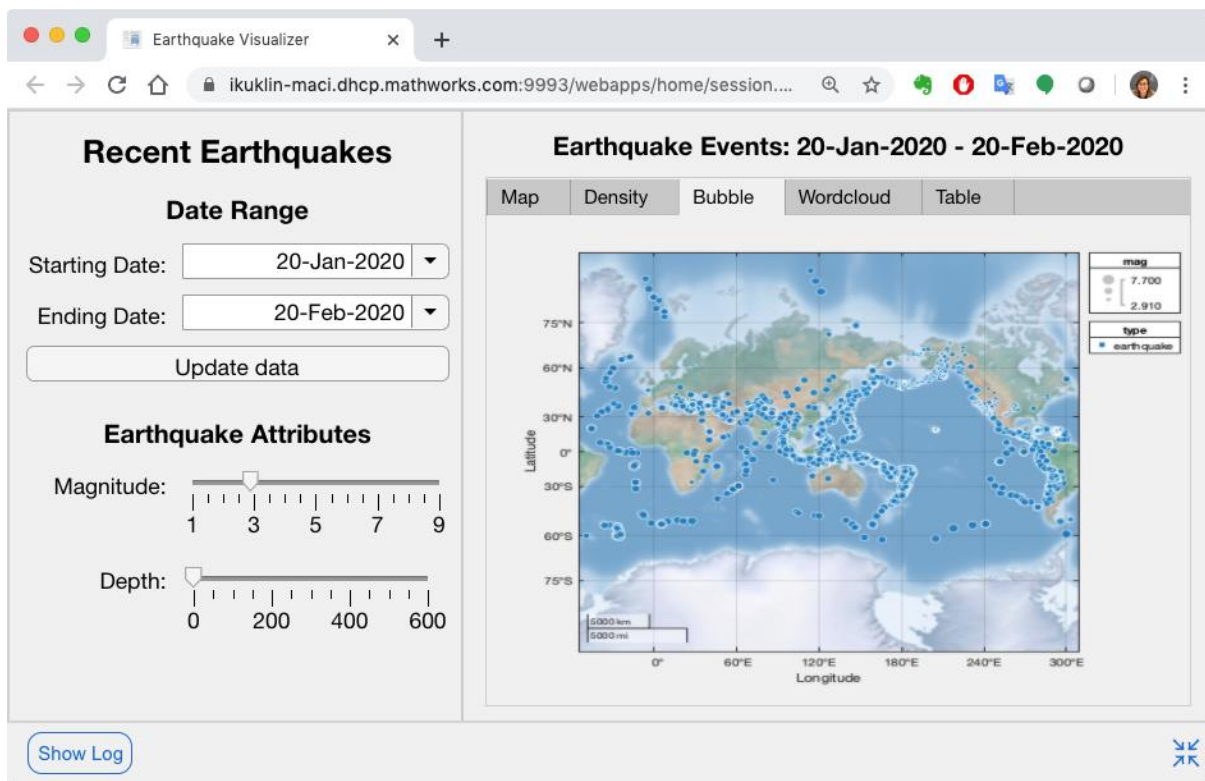 Earthquake Visualizer
ikuklin-maci.dhcp.mathworks.com:9993/webapps/home/session....
Recent Earthquakes
Date Range
Starting Date: 20-Jan-2020
Ending Date: 20-Feb-2020
Update data
Earthquake Attributes
Magnitude:
1 3 5 7 9
Depth:
0 200 400 600
Earthquake Events: 20-Jan-2020 - 20-Feb-2020
Map Density Bubble Wordcloud Table
mag
7.700
2.910
type
earthquake
Latitude
75°N
60°N
30°N
0°
30°S
60°S
75°S
5000 km
5000 mi
0° 60°E 120°E 180°E 240°E 300°E
Longitude
Show Log